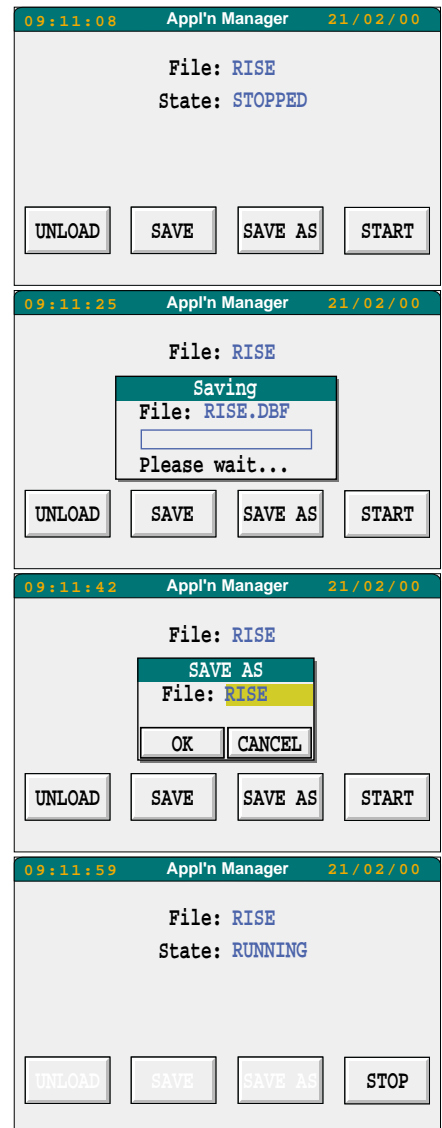 09:11:08 Appl'n Manager 21/02/00
File: RISE
State: STOPPED
UNLOAD SAVE SAVE AS START
09:11:25 Appl'n Manager 21/02/00
File: RISE
Saving
File: RISE.DBF
Please wait...
UNLOAD SAVE SAVE AS START
09:11:42 Appl'n Manager 21/02/00
File: RISE
SAVE AS
File: RISE
OK CANCEL
UNLOAD SAVE SAVE AS START
09:11:59 Appl'n Manager 21/02/00
File: RISE
State: RUNNING
UNLOAD SAVE SAVE AS STOP